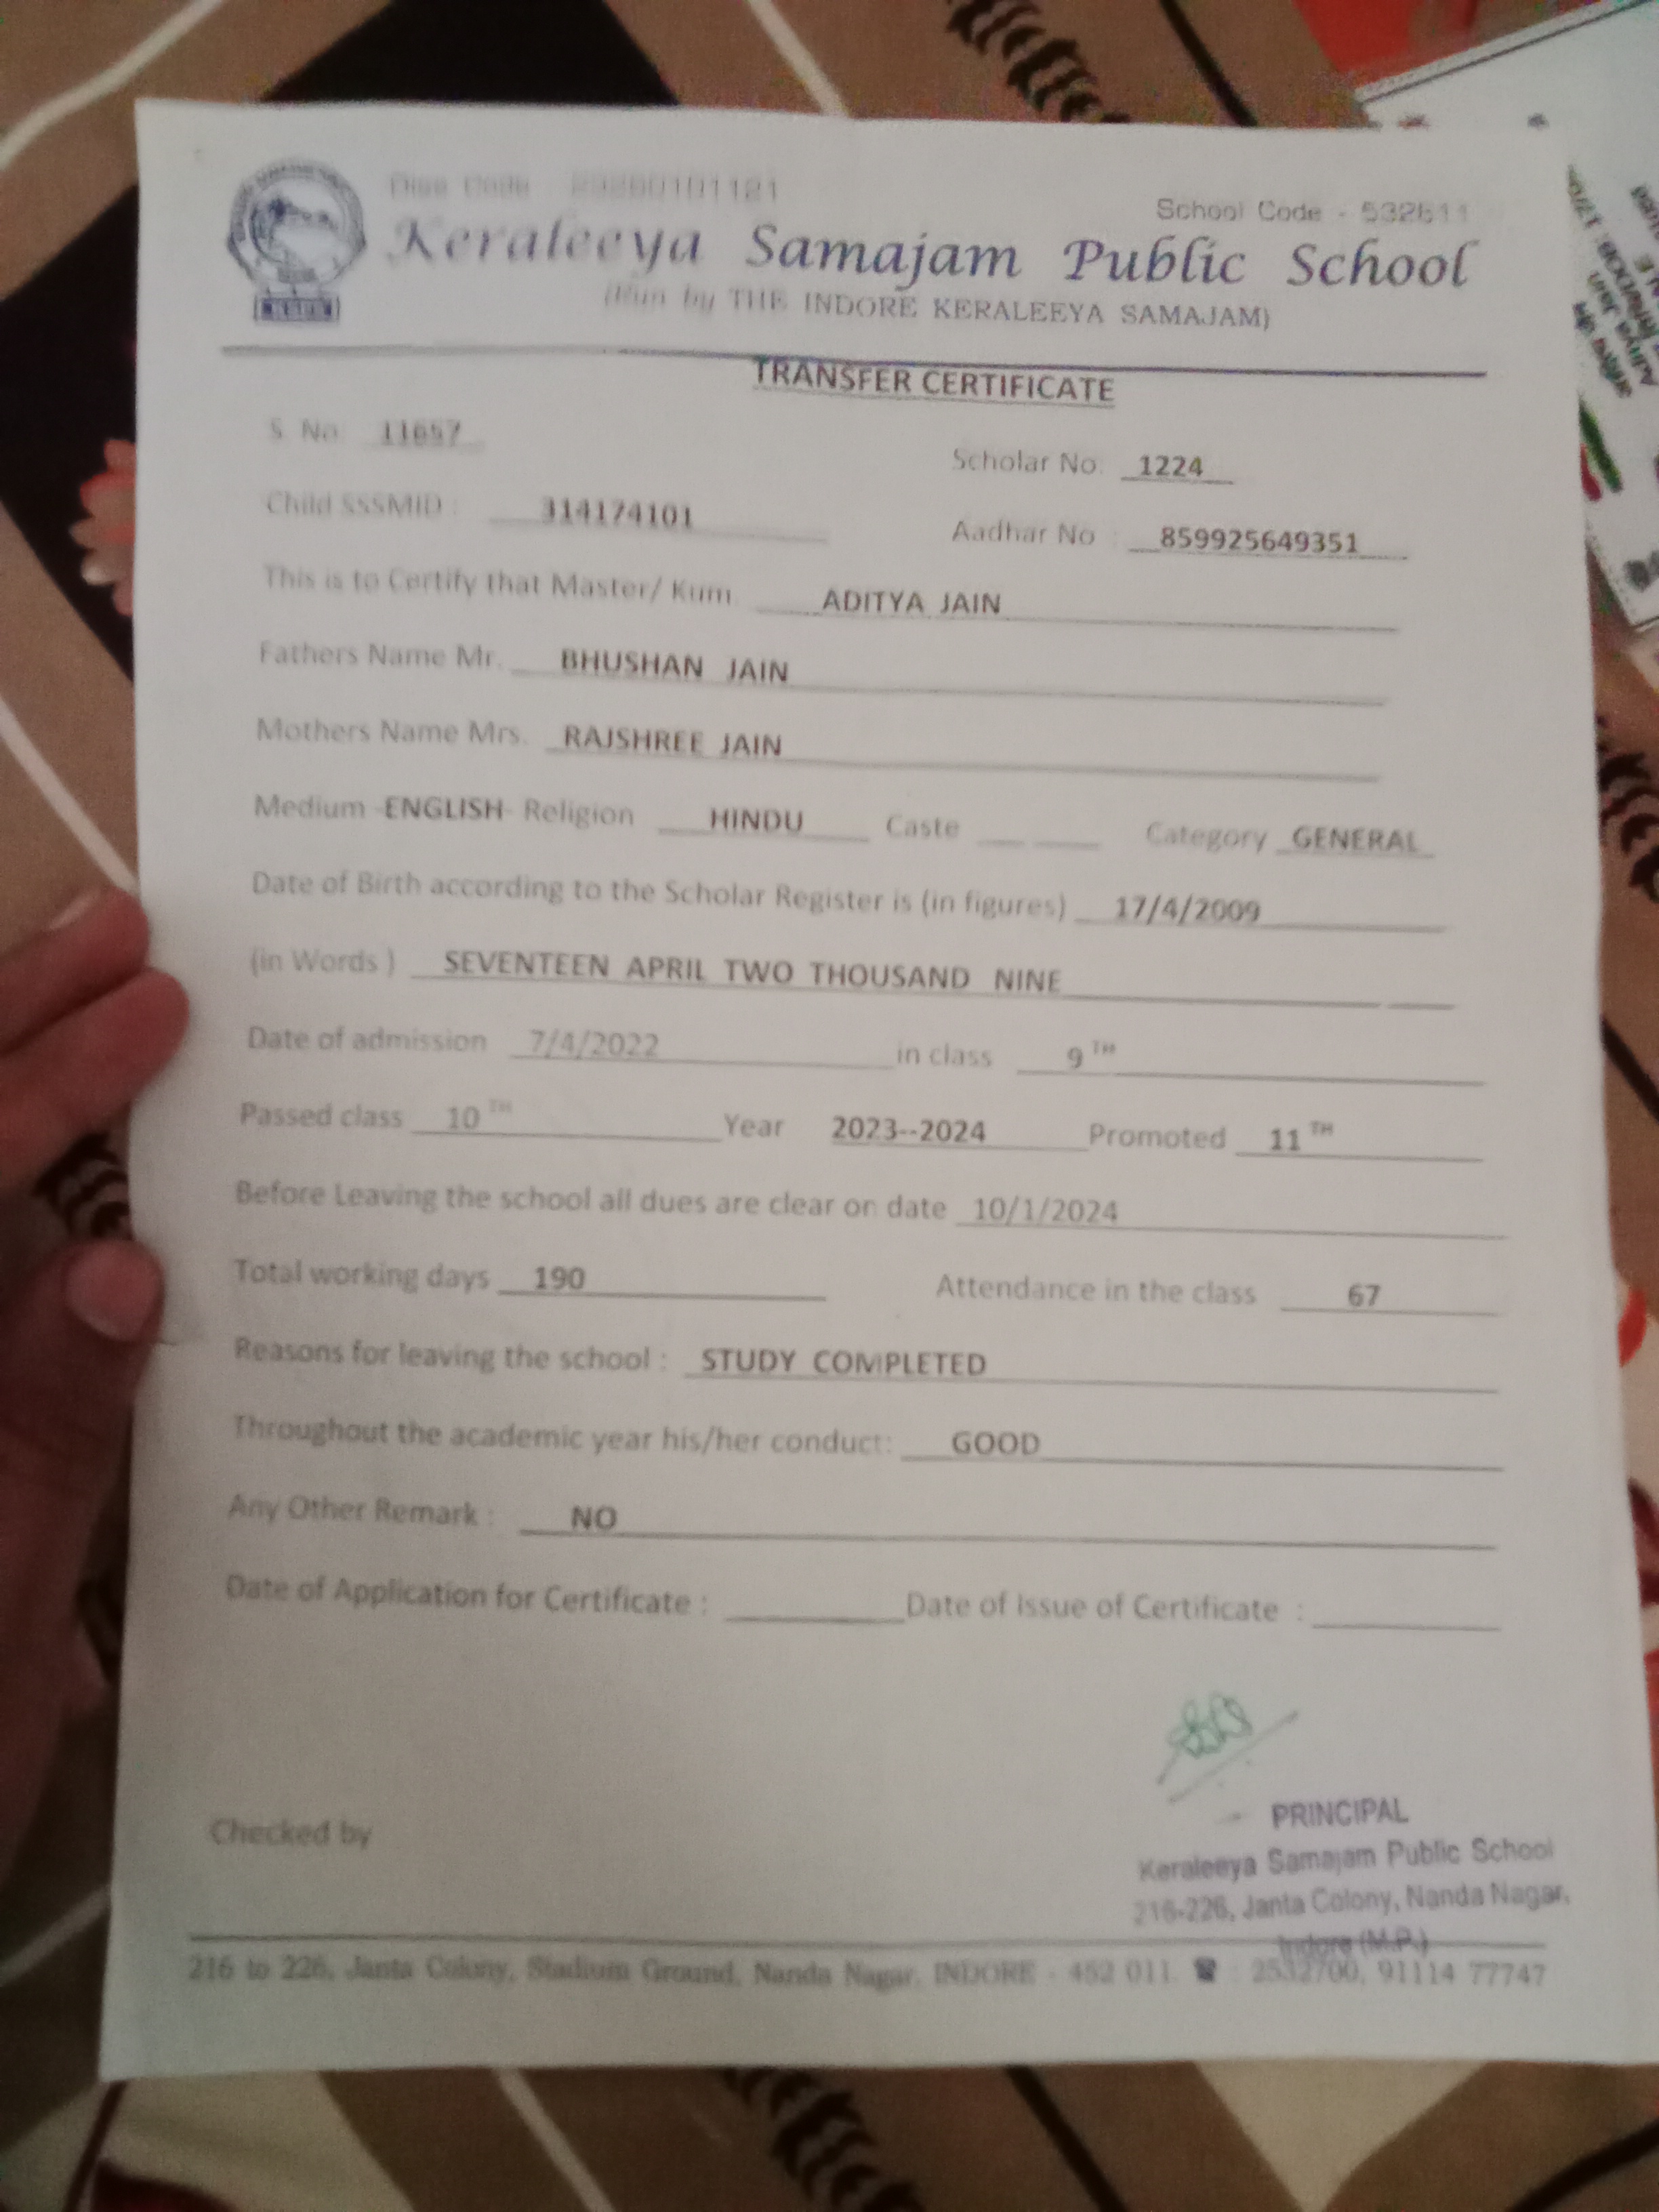 School Code - 532611
Keraleeya Samajam Public School
(Run by THE INDORE KERALEEYA SAMAJAM)
TRANSFER CERTIFICATE
S. No 11657 Scholar No. 1224
Child SSSMID : 314174101 Aadhar No : 859925649351
This is to Certify that Master/ Kum. ADITYA JAIN
Fathers Name Mr. BHUSHAN JAIN
Mothers Name Mrs. RAJSHREE JAIN
Medium -ENGLISH- Religion HINDU Caste Category GENERAL
Date of Birth according to the Scholar Register is (in figures) 17/4/2009
(in Words ) SEVENTEEN APRIL TWO THOUSAND NINE
Date of admission 7/4/2022 in class 9 TH
Passed class 10 TH Year 2023--2024 Promoted 11 TH
Before Leaving the school all dues are clear on date 10/1/2024
Total working days 190 Attendance in the class 67
Reasons for leaving the school : STUDY COMPLETED
Throughout the academic year his/her conduct: GOOD
Any Other Remark : NO
Date of Application for Certificate : Date of Issue of Certificate :
PRINCIPAL
Checked by
Keraleeya Samajam Public School
216-226, Janta Colony, Nanda Nagar,
Indore (M.P.)
216 to 226, Janta Colony, Stadium Ground, Nanda Nagar, INDORE - 452 011. ☎ : 2532700, 91114 77747